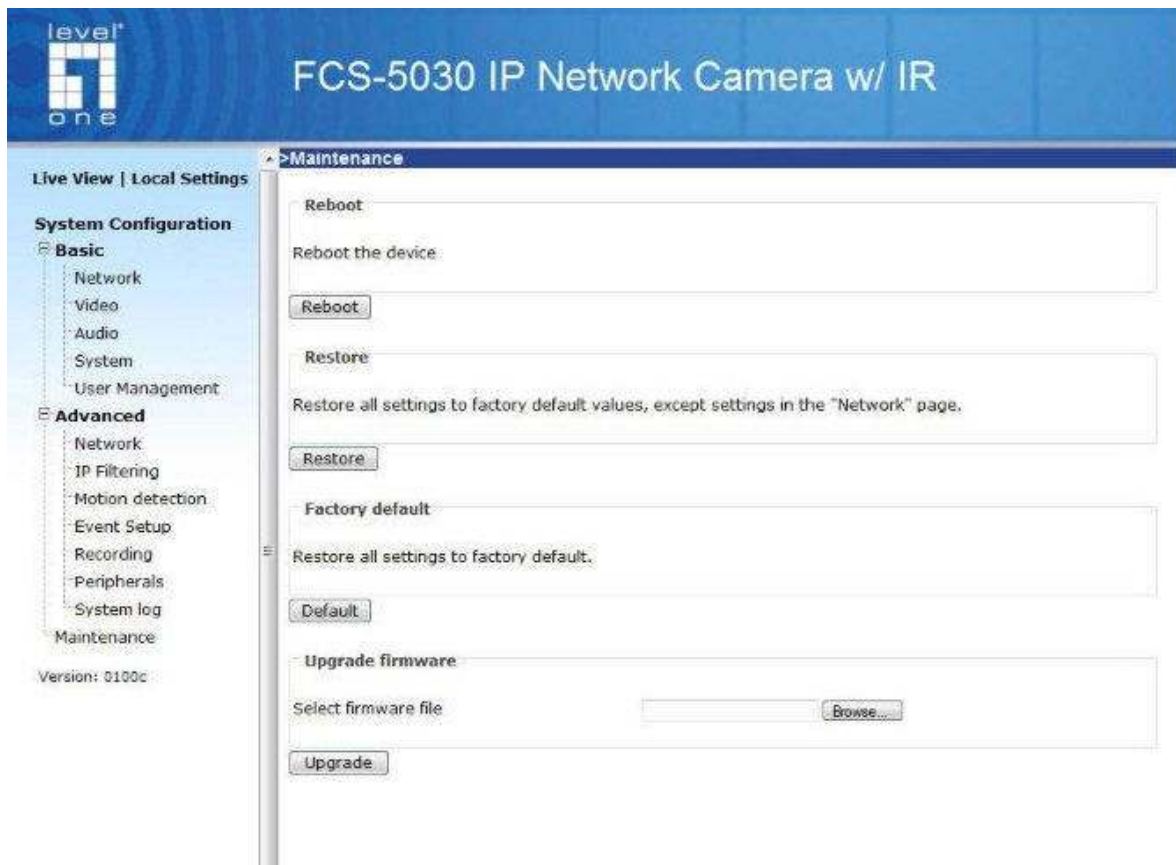 level
one
FCS-5030 IP Network Camera w/ IR
Live View | Local Settings
System Configuration
Basic
Network
Video
Audio
System
User Management
Advanced
Network
IP Filtering
Motion detection
Event Setup
Recording
Peripherals
System log
Maintenance
Version: 0100c
>Maintenance
Reboot
Reboot the device
Reboot
Restore
Restore all settings to factory default values, except settings in the "Network" page.
Restore
Factory default
Restore all settings to factory default.
Default
Upgrade firmware
Select firmware file Browse...
Upgrade